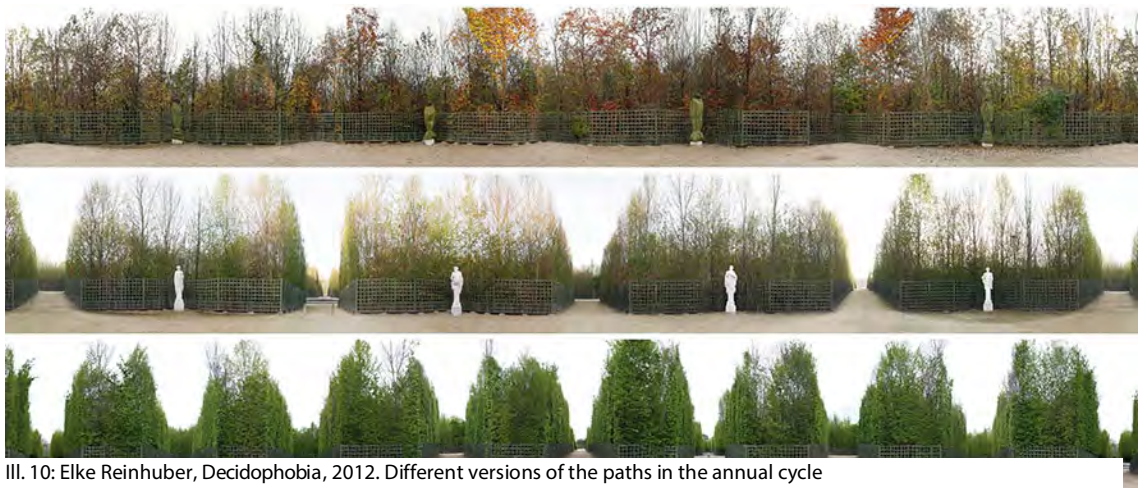 Ill. 10: Elke Reinhuber, Decidophobia, 2012. Different versions of the paths in the annual cycle